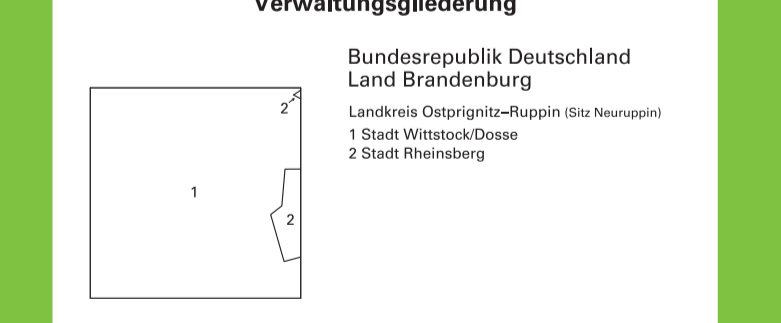 Verwaltungsgliederung
Bundesrepublik Deutschland
Land Brandenburg
Landkreis Ostprignitz–Ruppin (Sitz Neuruppin)
1 Stadt Wittstock/Dosse
2 Stadt Rheinsberg
2
1
2